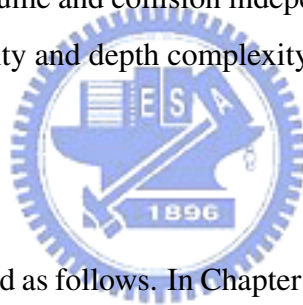 ume and collision indepe
ity and depth complexity
E S A
1896
d as follows. In Chapter